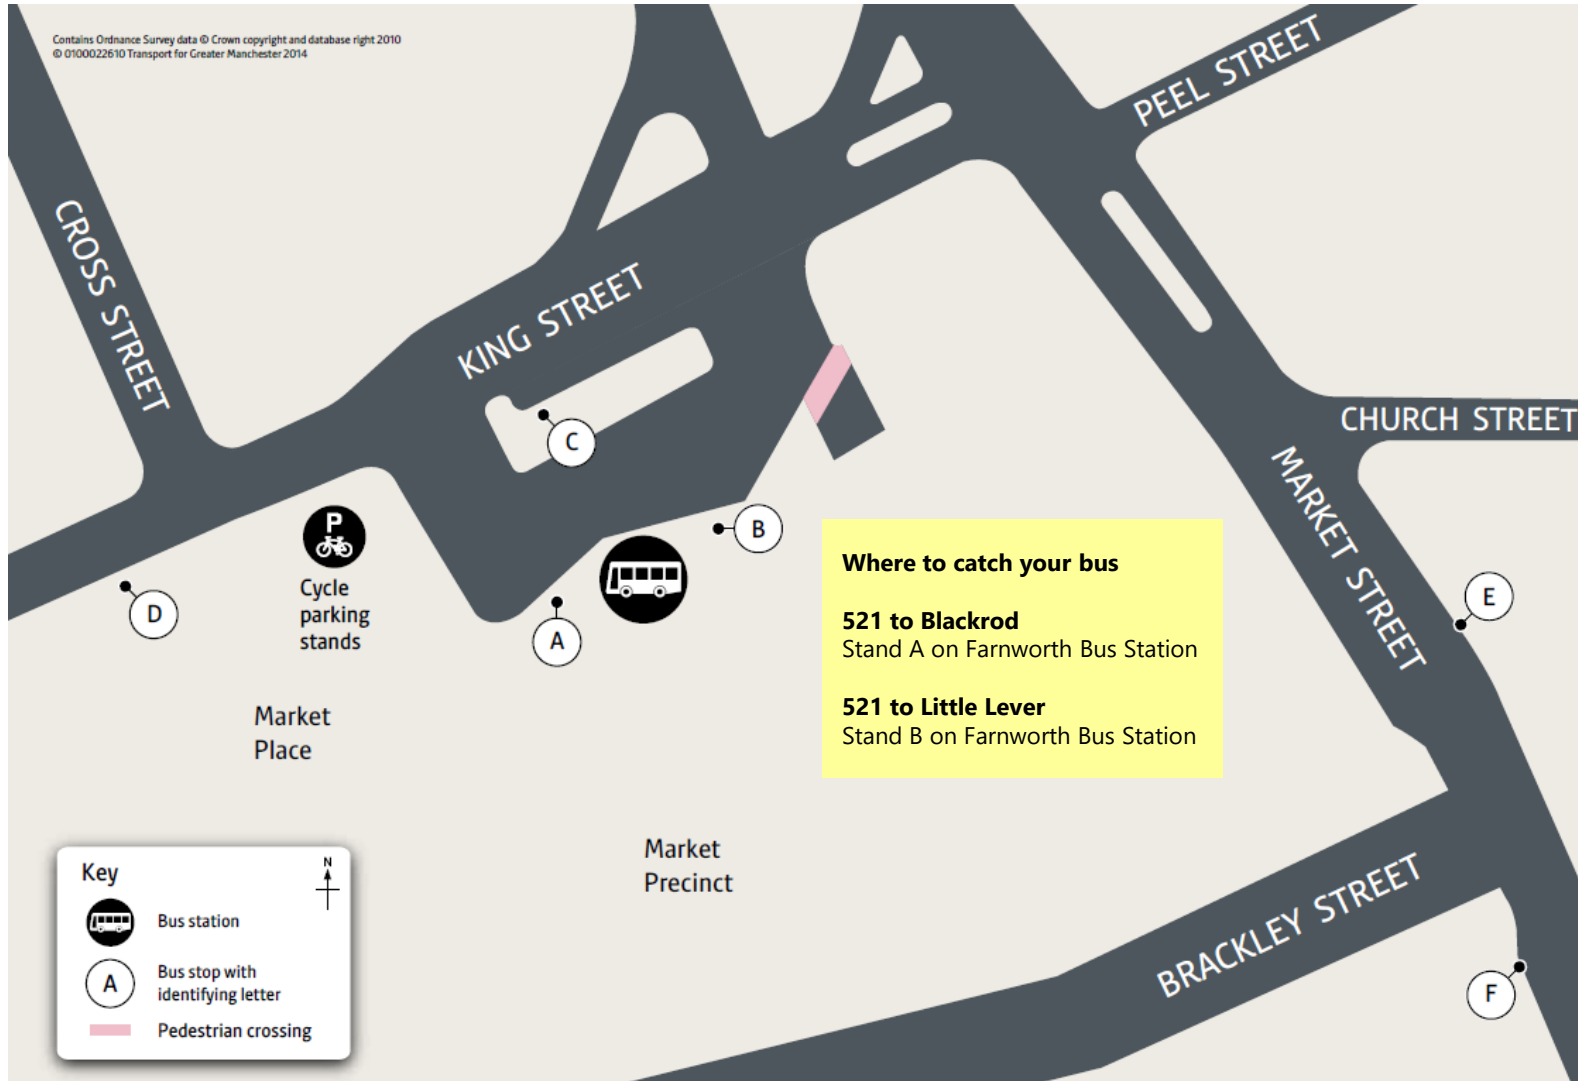 Contains Ordnance Survey data © Crown copyright and database right 2010
© 0100022610 Transport for Greater Manchester 2014
PEEL STREET
CROSS STREET
KING STREET
CHURCH STREET
MARKET STREET
C
P
B
Cycle
parking
stands
D
A
E
Where to catch your bus
521 to Blackrod
Stand A on Farnworth Bus Station
521 to Little Lever
Stand B on Farnworth Bus Station
Market
Place
Market
Precinct
BRACKLEY STREET
F
Key
N
Bus station
A
Bus stop with
identifying letter
Pedestrian crossing